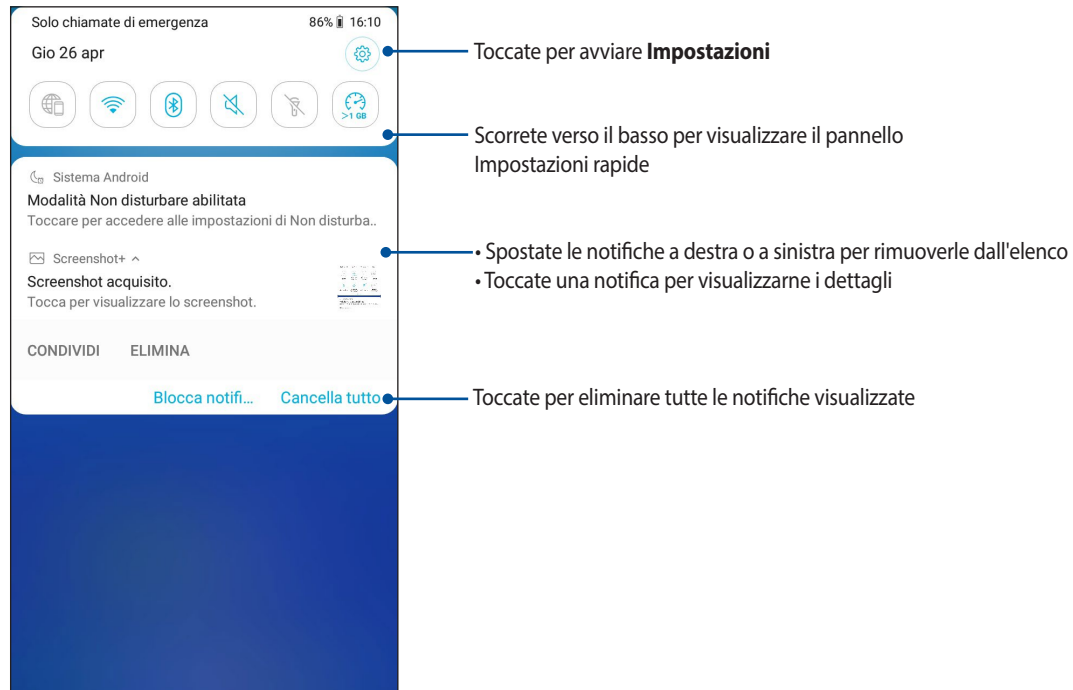 Solo chiamate di emergenza 86% 16:10
Gio 26 apr
Toccate per avviare Impostazioni
>1 GB
Scorrete verso il basso per visualizzare il pannello
Impostazioni rapide
Sistema Android
Modalità Non disturbare abilitata
Toccare per accedere alle impostazioni di Non disturba..
Screenshot+
Screenshot acquisito.
Tocca per visualizzare lo screenshot.
• Spostate le notifiche a destra o a sinistra per rimuoverle dall'elenco
• Toccate una notifica per visualizzarne i dettagli
CONDIVIDI ELIMINA
Blocca notifi... Cancella tutto
Toccate per eliminare tutte le notifiche visualizzate